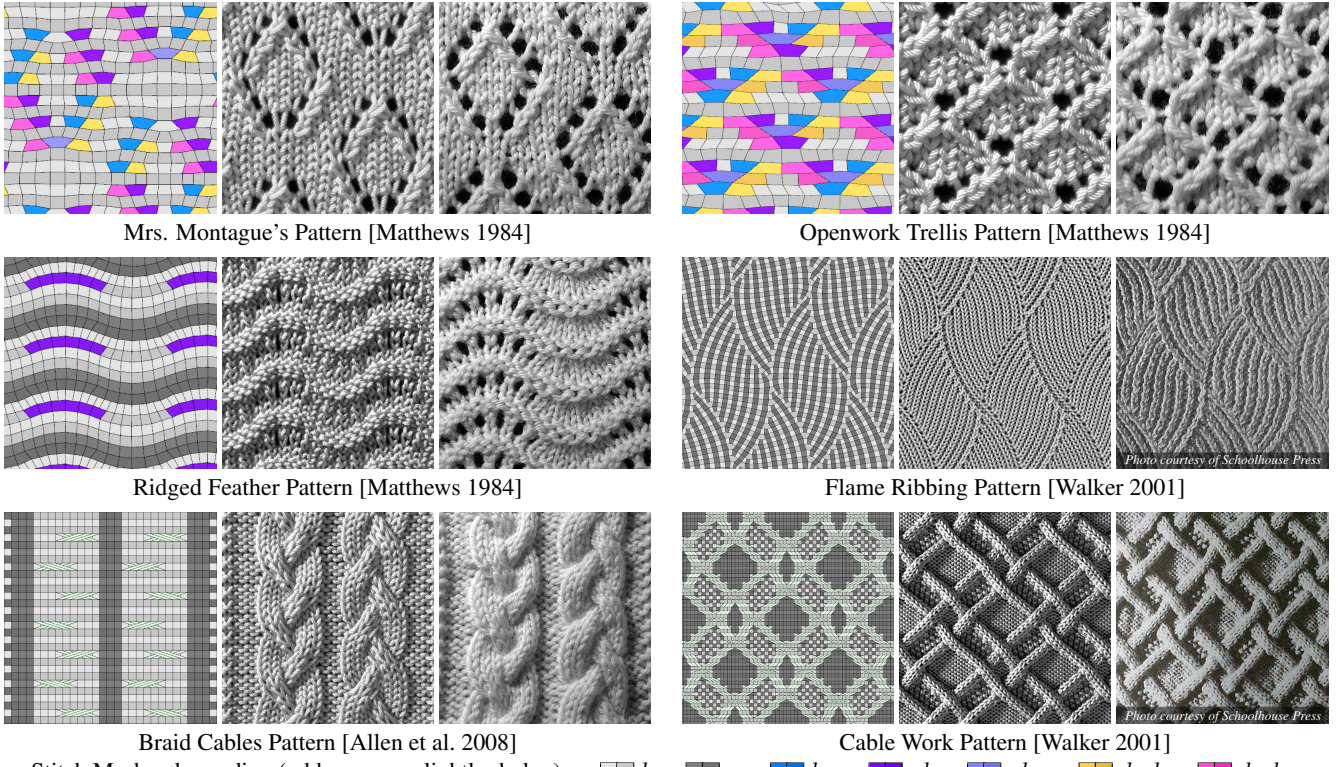 Mrs. Montague's Pattern [Matthews 1984]
Openwork Trellis Pattern [Matthews 1984]
Photo courtesy of Schoolhouse Press
Ridged Feather Pattern [Matthews 1984]
Flame Ribbing Pattern [Walker 2001]
Photo courtesy of Schoolhouse Press
Braid Cables Pattern [Allen et al. 2008]
Cable Work Pattern [Walker 2001]